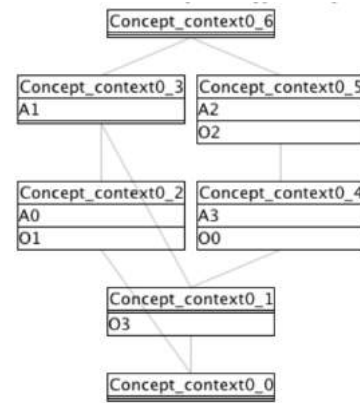 Concept_context0_6
Concept_context0_3
A1
Concept_context0_5
A2
O2
Concept_context0_2
A0
O1
Concept_context0_4
A3
O0
Concept_context0_1
O3
Concept_context0_0